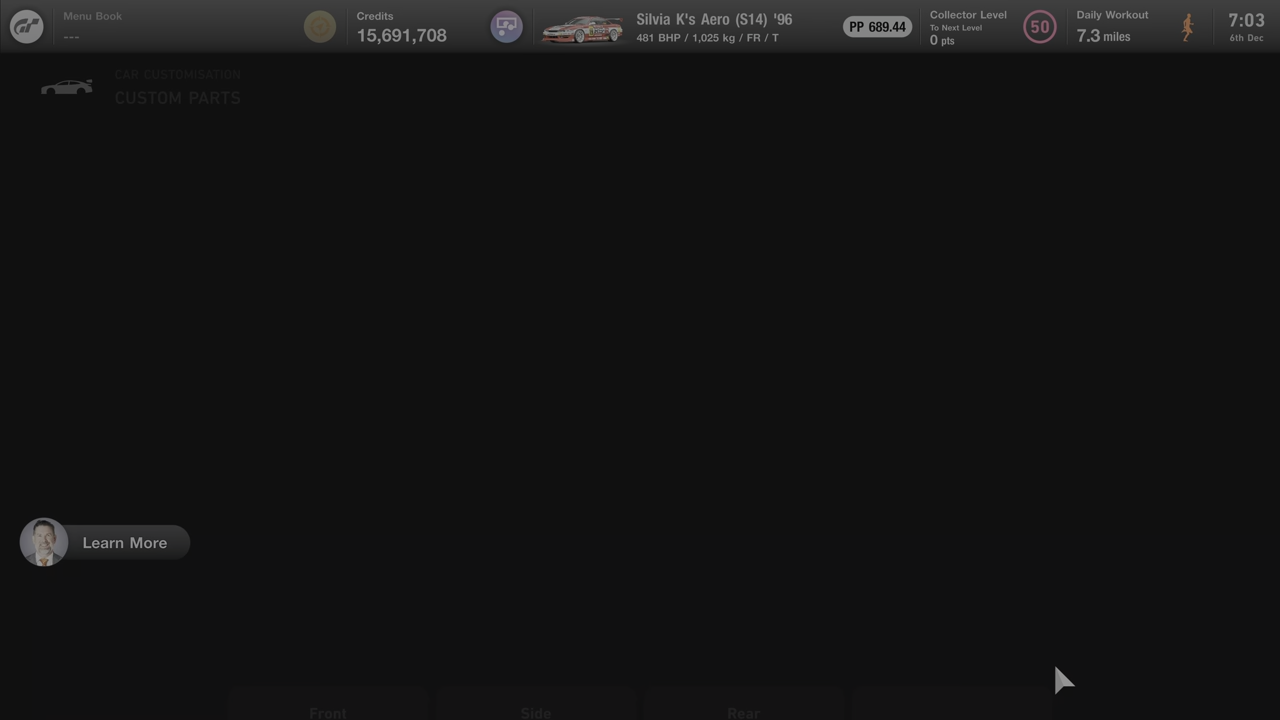 Menu Book
---
Credits
15,691,708
Silvia K's Aero (S14) '96
481 BHP / 1,025 kg / FR / T
PP 689.44
Collector Level
To Next Level
0 pts
50
Daily Workout
7.3 miles
7:03
6th Dec
CAR CUSTOMISATION
CUSTOM PARTS
Learn More
Front
Side
Rear